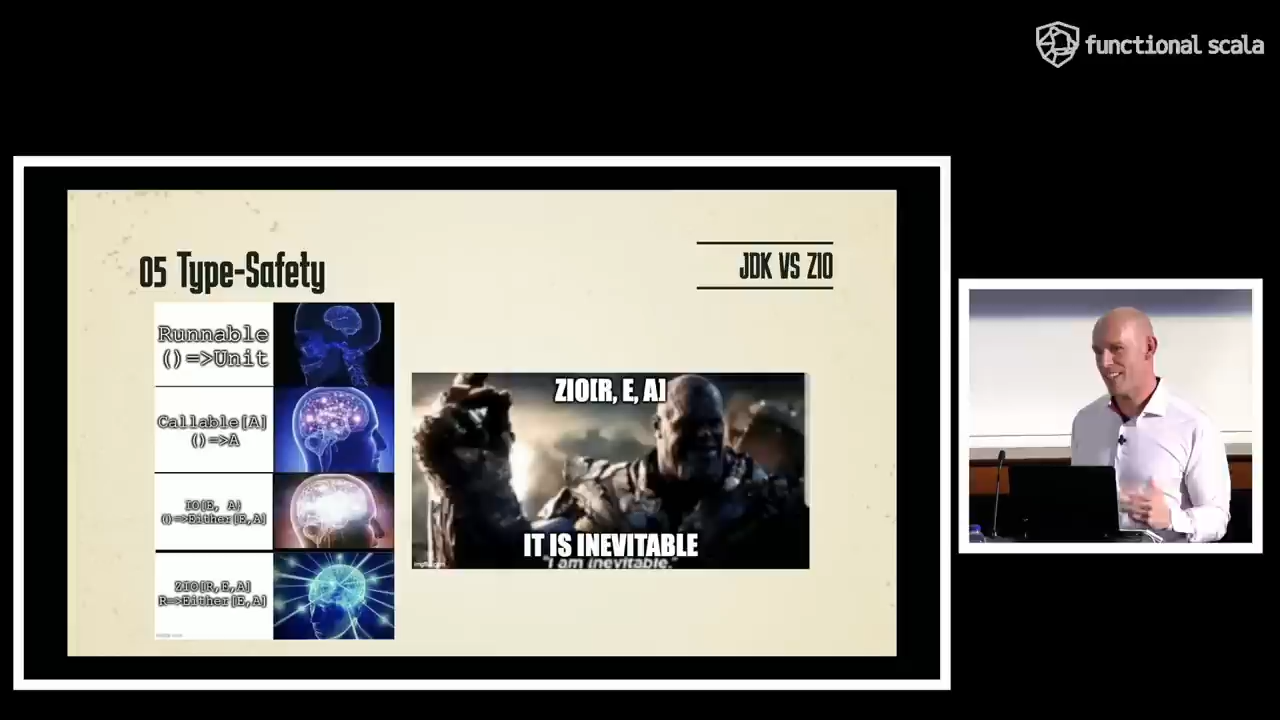 functional scala
05 Type-Safety
JDK VS ZIO
Runnable
()=>Unit
Callable[A]
()=>A
IO[E, A]
()=>Either[E,A]
ZIO[R,E,A]
R=>Either[E,A]
ZIO[R, E, A]
IT IS INEVITABLE
"I am inevitable."